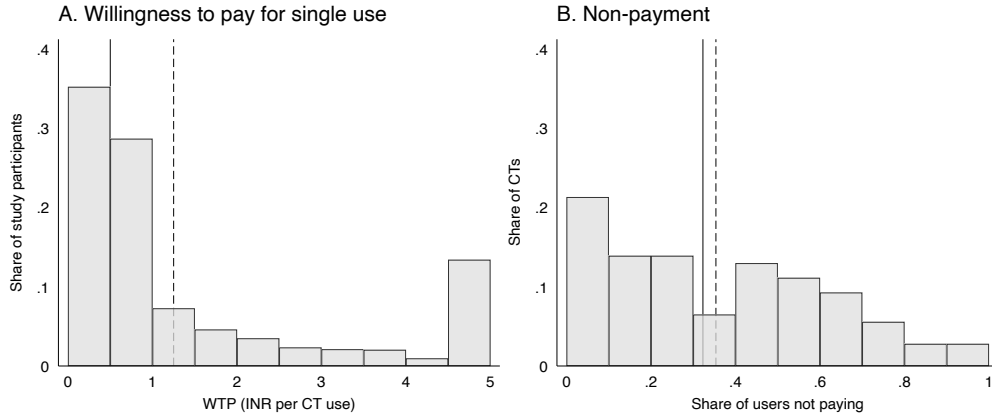 A. Willingness to pay for single use
.4
.3
.2
.1
0
Share of study participants
0 1 2 3 4 5
WTP (INR per CT use)
B. Non-payment
.4
.3
.2
.1
0
Share of CTs
0 .2 .4 .6 .8 1
Share of users not paying